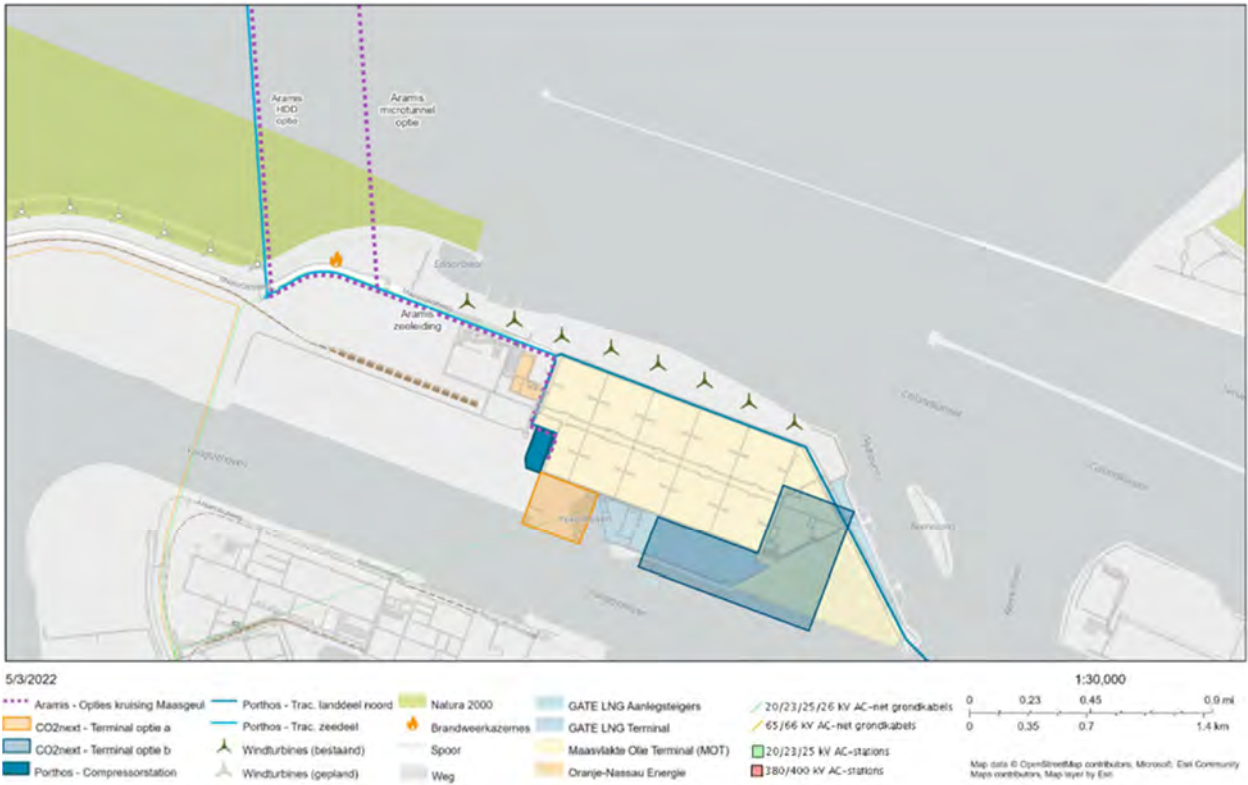 Aramis
HDD
optie
Aramis
microtunnel
optie
Aramis
zeeleiding
5/3/2022
1:30,000
Aramis - Opties kruising Maasgeul
CO2next - Terminal optie a
CO2next - Terminal optie b
Porthos - Compressorstation
Porthos - Trac. landdeel noord
Porthos - Trac. zeedeel
Windturbines (bestaand)
Windturbines (gepland)
Natura 2000
Brandweerkazernes
Spoor
Weg
GATE LNG Aanlegsteigers
GATE LNG Terminal
Maasvlakte Olie Terminal (MOT)
Oranje-Nassau Energie
20/23/25/26 kV AC-net grondkabels
65/66 kV AC-net grondkabels
20/23/25 kV AC-stations
380/400 kV AC-stations
0 0.23 0.45 0.9 mi
0 0.35 0.7 1.4 km
Map data © OpenStreetMap contributors, Microsoft, Esri Community
Maps contributors, Map layer by Esri